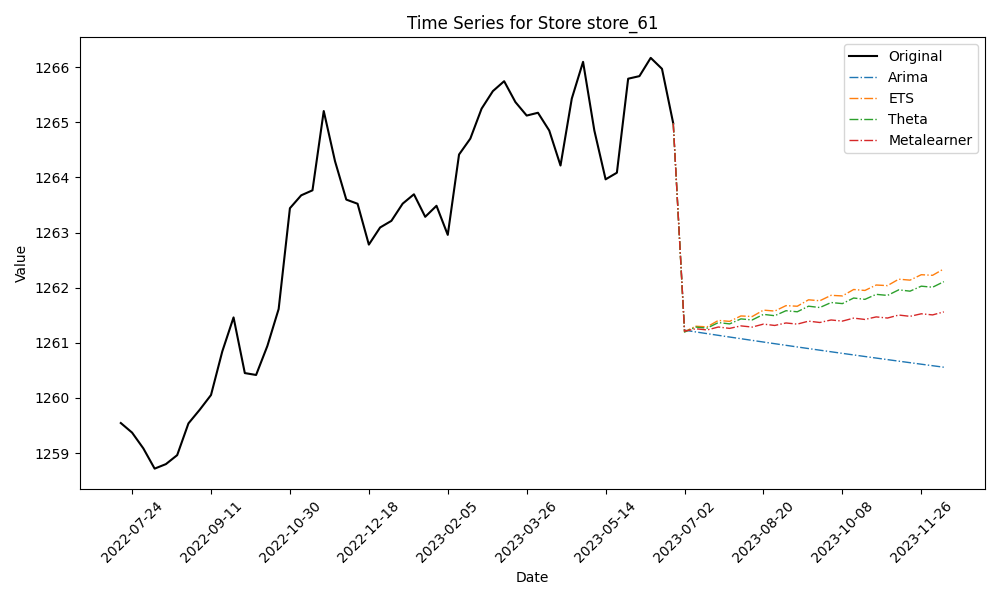 Time Series for Store store_61
Original
Arima
ETS
Theta
Metalearner
Value
1266
1265
1264
1263
1262
1261
1260
1259
2022-07-24
2022-09-11
2022-10-30
2022-12-18
2023-02-05
2023-03-26
2023-05-14
2023-07-02
2023-08-20
2023-10-08
2023-11-26
Date